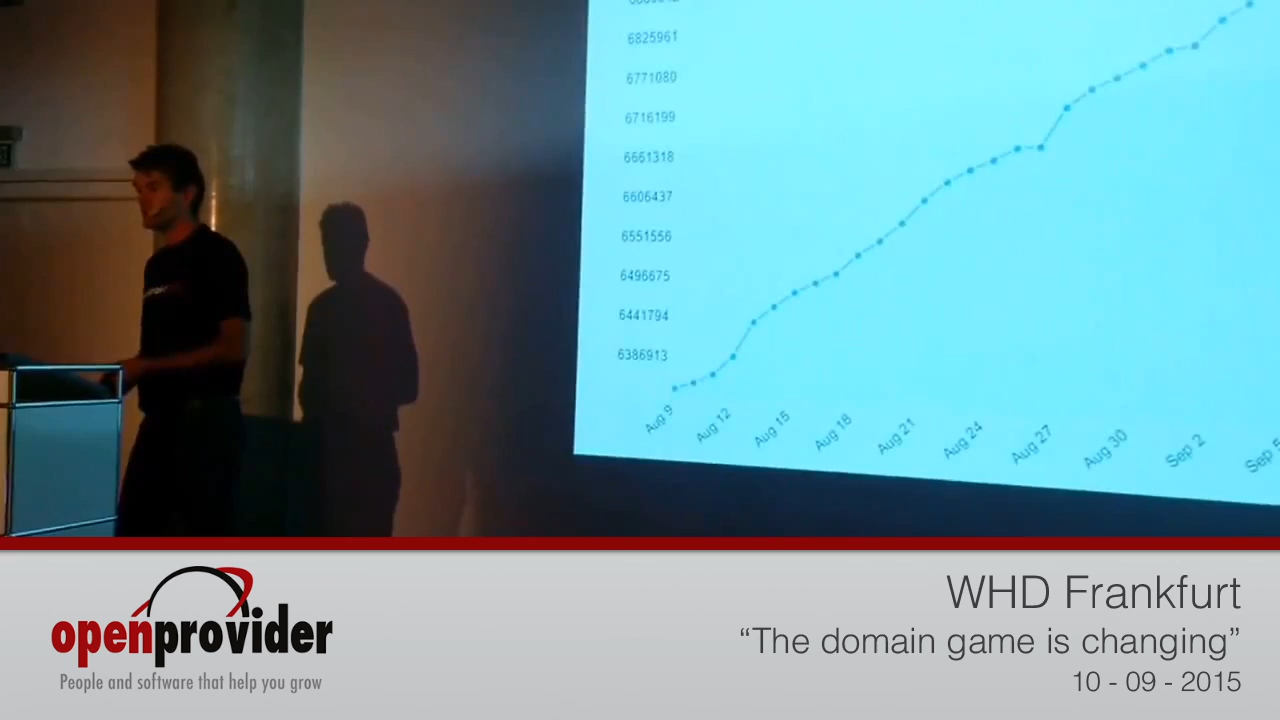 6825961
6771080
6716199
6661318
6606437
6551556
6496675
6441794
6386913
Aug 9
Aug 12
Aug 15
Aug 18
Aug 21
Aug 24
Aug 27
Aug 30
Sep 2
Sep 5
openprovider
People and software that help you grow
WHD Frankfurt
“The domain game is changing”
10 - 09 - 2015